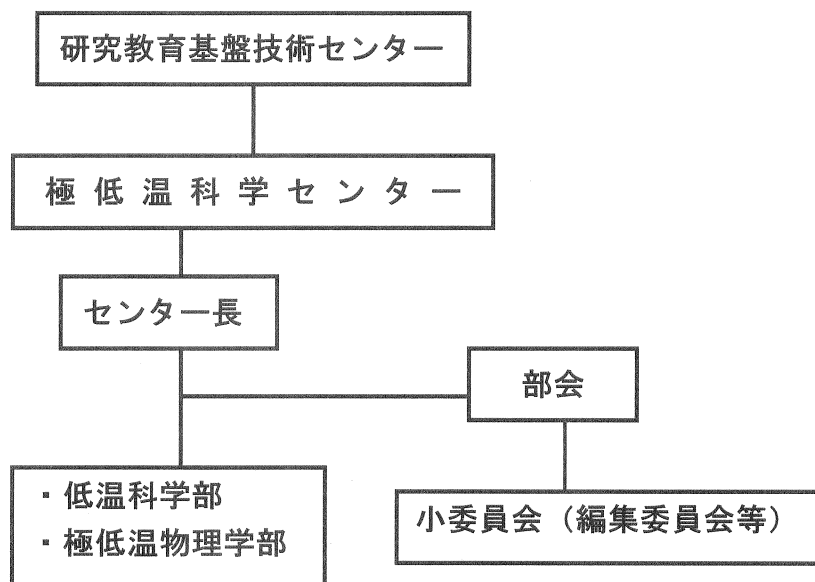 研究教育基盤技術センター
極低温科学センター
センター長
部会
・低温科学部
・極低温物理学部
小委員会（編集委員会等）